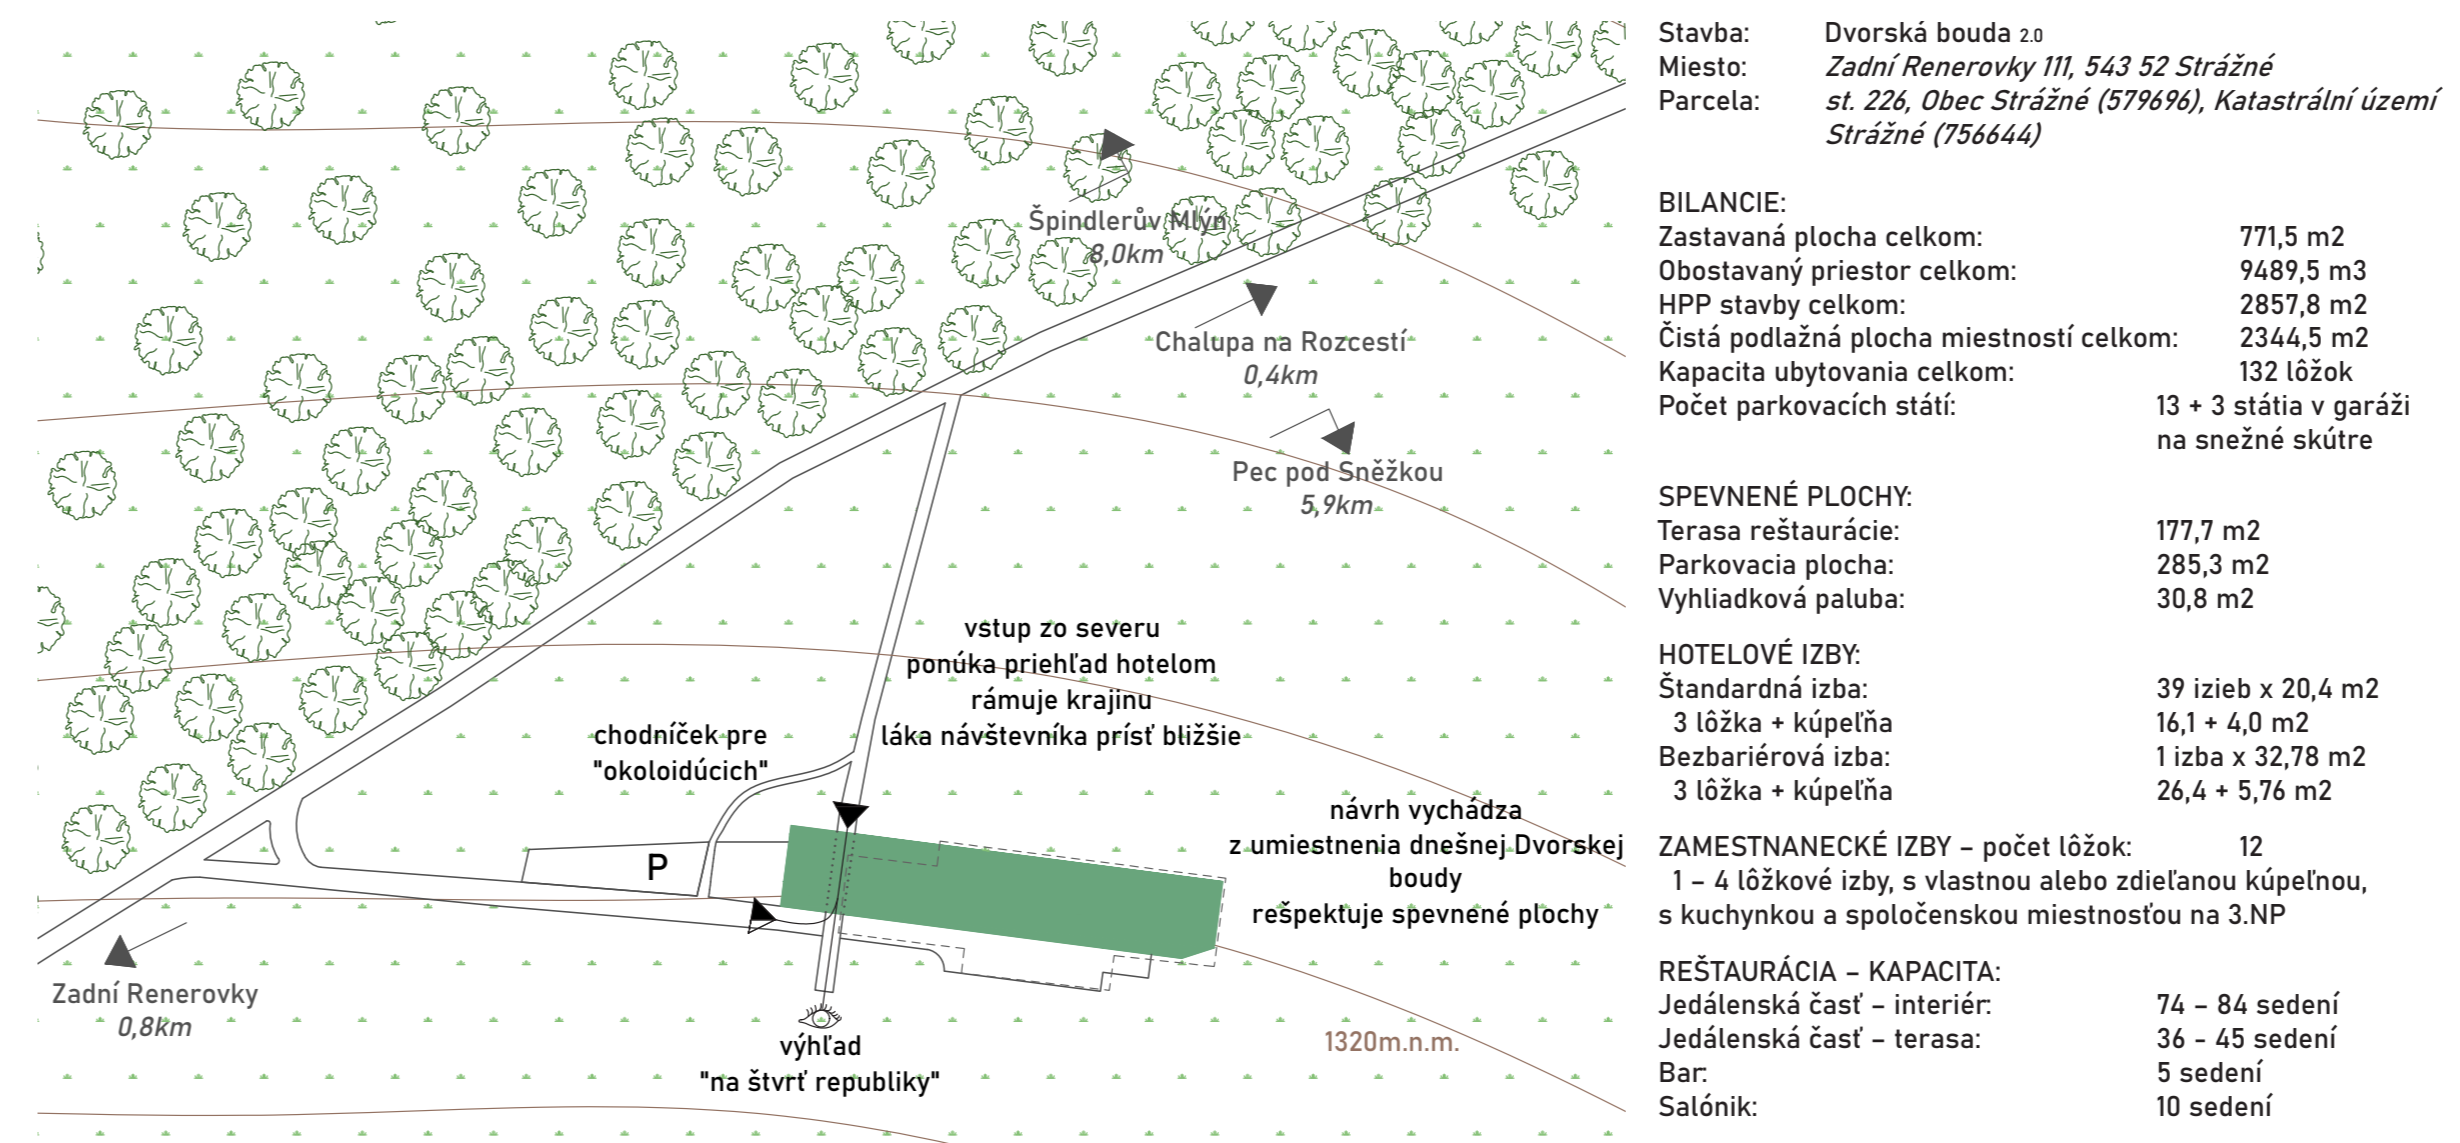 Stavba: Dvorská bouda 2.0
Miesto: Zadní Renerovky 111, 543 52 Strážné
Parcela: st. 226, Obec Strážné (579696), Katastrální území
Strážné (756644)
BILANCIE:
Zastavaná plocha celkom: 771,5 m2
Obostavaný priestor celkom: 9489,5 m3
HPP stavby celkom: 2857,8 m2
Čistá podlažná plocha miestností celkom: 2344,5 m2
Kapacita ubytovania celkom: 132 lôžok
Počet parkovacích státí: 13 + 3 státia v garáži
na snežné skútre
SPEVNENÉ PLOCHY:
Terasa reštaurácie: 177,7 m2
Parkovacia plocha: 285,3 m2
Vyhliadková paluba: 30,8 m2
HOTELOVÉ IZBY:
Štandardná izba: 39 izieb x 20,4 m2
3 lôžka + kúpeľňa 16,1 + 4,0 m2
Bezbariérová izba: 1 izba x 32,78 m2
3 lôžka + kúpeľňa 26,4 + 5,76 m2
ZAMESTNANECKÉ IZBY – počet lôžok: 12
1 – 4 lôžkové izby, s vlastnou alebo zdieľanou kúpeľnou,
s kuchynkou a spoločenskou miestnosťou na 3.NP
REŠTAURÁCIA – KAPACITA:
Jedálenská časť – interiér: 74 – 84 sedení
Jedálenská časť – terasa: 36 - 45 sedení
Bar: 5 sedení
Salónik: 10 sedení
Špindlerův Mlýn
8,0km
Chalupa na Rozcestí
0,4km
Pec pod Sněžkou
5,9km
vstup zo severu
ponúka priehľad hotelom
rámuje krajinu
láka návštevníka prísť bližšie
chodníček pre
"okoloidúcich"
návrh vychádza
z umiestnenia dnešnej Dvorskej
boudy
rešpektuje spevnené plochy
P
Zadní Renerovky
0,8km
výhľad
"na štvrť republiky"
1320m.n.m.